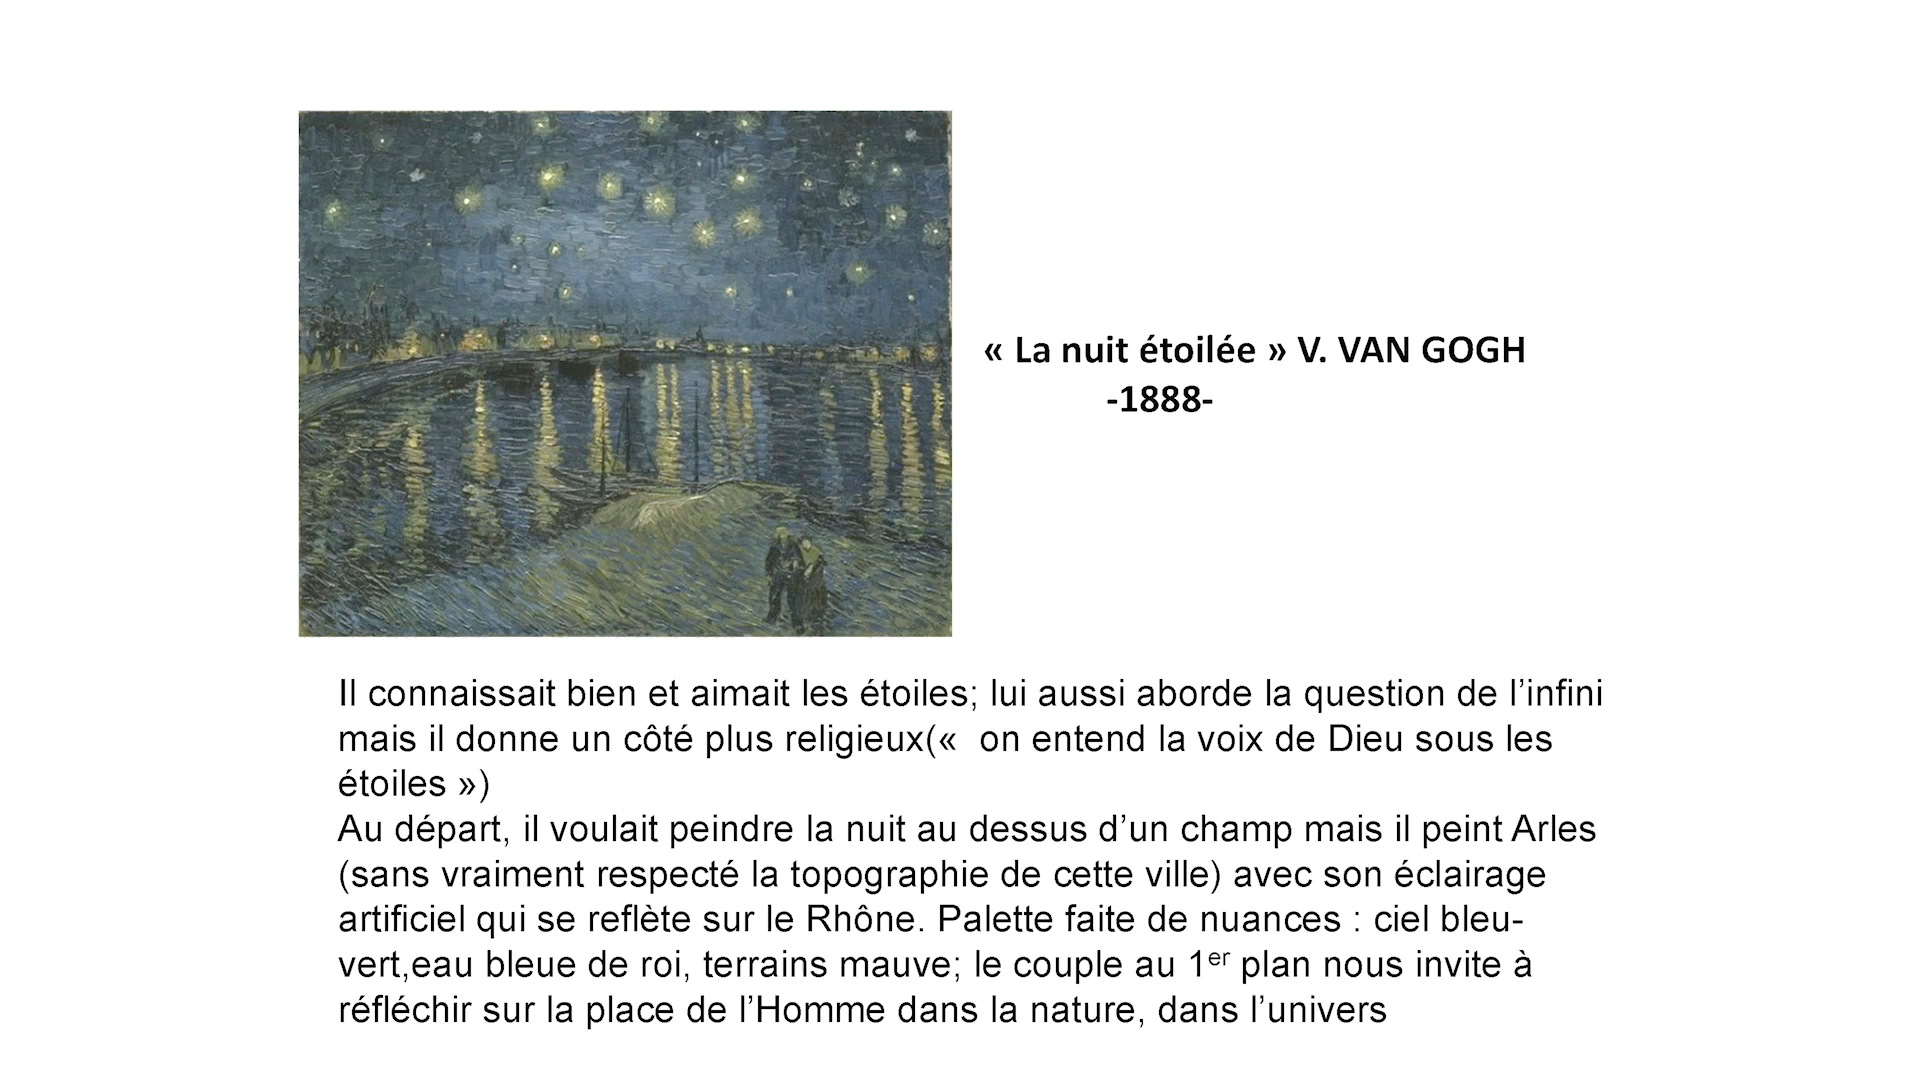 « La nuit étoilée » V. VAN GOGH
-1888-
Il connaissait bien et aimait les étoiles; lui aussi aborde la question de l’infini
mais il donne un côté plus religieux(«  on entend la voix de Dieu sous les
étoiles »)
Au départ, il voulait peindre la nuit au dessus d’un champ mais il peint Arles
(sans vraiment respecté la topographie de cette ville) avec son éclairage
artificiel qui se reflète sur le Rhône. Palette faite de nuances : ciel bleu-
vert,eau bleue de roi, terrains mauve; le couple au 1er plan nous invite à
réfléchir sur la place de l’Homme dans la nature, dans l’univers